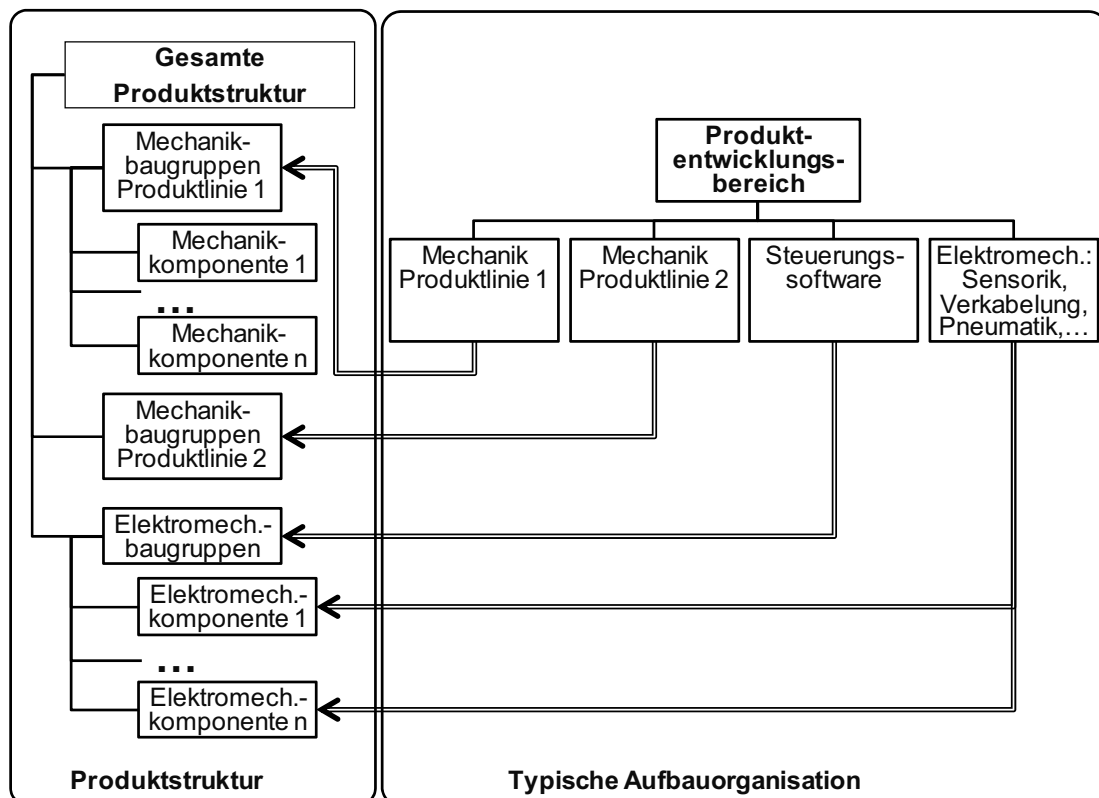 Gesamte
Produktstruktur
Mechanik-
baugruppen
Produktlinie 1
Mechanik-
komponente 1
...
Mechanik-
komponente n
Mechanik-
baugruppen
Produktlinie 2
Elektromech.-
baugruppen
Elektromech.-
komponente 1
...
Elektromech.-
komponente n
Produktstruktur
Produkt-
entwicklungs-
bereich
Mechanik
Produktlinie 1
Mechanik
Produktlinie 2
Steuerungs-
software
Elektromech.:
Sensorik,
Verkabelung,
Pneumatik,...
Typische Aufbauorganisation